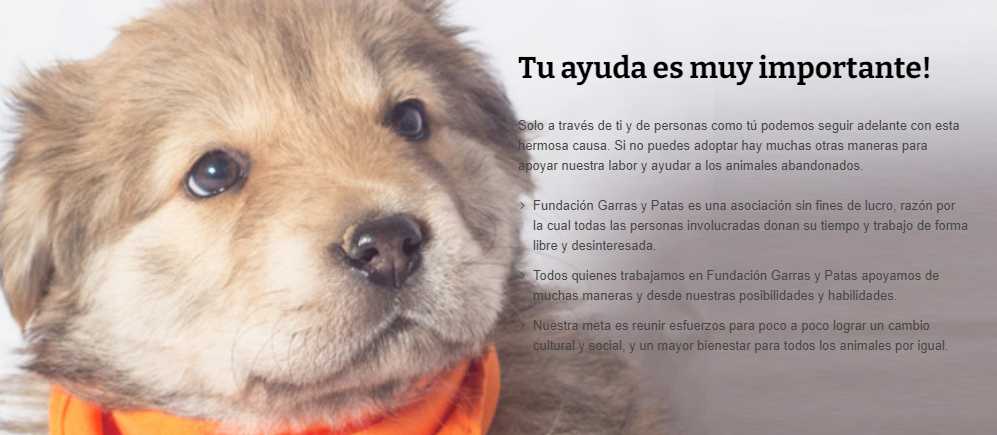 Tu ayuda es muy importante!
Solo a través de ti y de personas como tú podemos seguir adelante con esta
hermosa causa. Si no puedes adoptar hay muchas otras maneras para
apoyar nuestra labor y ayudar a los animales abandonados.
Fundación Garras y Patas es una asociación sin fines de lucro, razón por
la cual todas las personas involucradas donan su tiempo y trabajo de forma
libre y desinteresada.
Todos quienes trabajamos en Fundación Garras y Patas apoyamos de
muchas maneras y desde nuestras posibilidades y habilidades.
Nuestra meta es reunir esfuerzos para poco a poco lograr un cambio
cultural y social, y un mayor bienestar para todos los animales por igual.